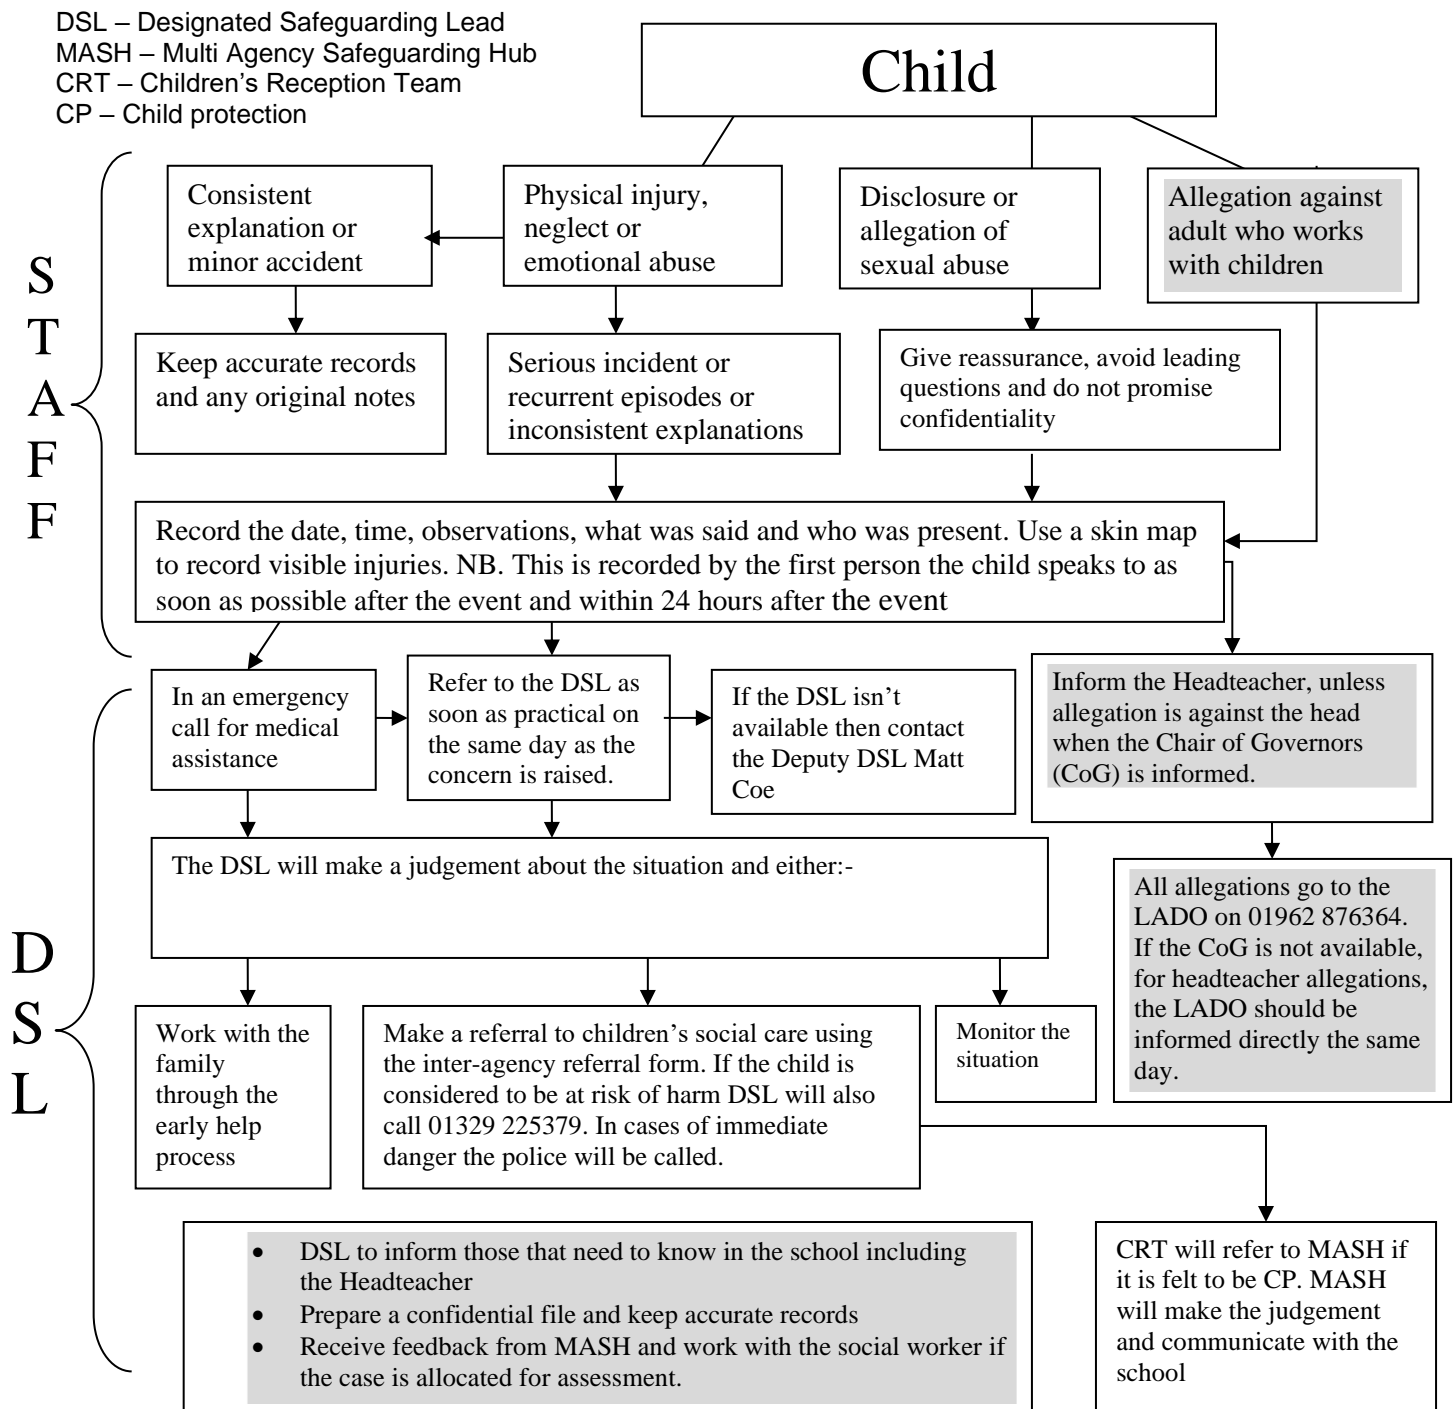 DSL – Designated Safeguarding Lead
MASH – Multi Agency Safeguarding Hub
CRT – Children's Reception Team
CP – Child protection
Child
S
T
A
F
F
Consistent
explanation or
minor accident
Physical injury,
neglect or
emotional abuse
Disclosure or
allegation of
sexual abuse
Allegation against
adult who works
with children
Keep accurate records
and any original notes
Serious incident or
recurrent episodes or
inconsistent explanations
Give reassurance, avoid leading
questions and do not promise
confidentiality
Record the date, time, observations, what was said and who was present. Use a skin map
to record visible injuries. NB. This is recorded by the first person the child speaks to as
soon as possible after the event and within 24 hours after the event
D
S
L
In an emergency
call for medical
assistance
Refer to the DSL as
soon as practical on
the same day as the
concern is raised.
If the DSL isn't
available then contact
the Deputy DSL Matt
Coe
Inform the Headteacher, unless
allegation is against the head
when the Chair of Governors
(CoG) is informed.
The DSL will make a judgement about the situation and either:-
All allegations go to the
LADO on 01962 876364.
If the CoG is not available,
for headteacher allegations,
the LADO should be
informed directly the same
day.
Work with the
family
through the
early help
process
Make a referral to children's social care using
the inter-agency referral form. If the child is
considered to be at risk of harm DSL will also
call 01329 225379. In cases of immediate
danger the police will be called.
Monitor the
situation
• DSL to inform those that need to know in the school including
the Headteacher
• Prepare a confidential file and keep accurate records
• Receive feedback from MASH and work with the social worker if
the case is allocated for assessment.
CRT will refer to MASH if
it is felt to be CP. MASH
will make the judgement
and communicate with the
school